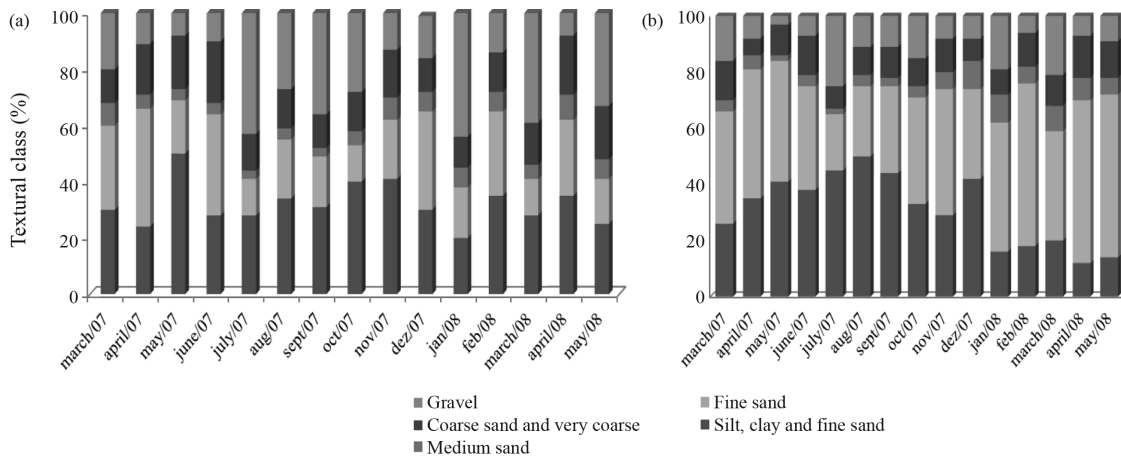 (a)
(b)
Textural class (%)
100
80
60
40
20
0
march/07
april/07
may/07
june/07
july/07
aug/07
sept/07
oct/07
nov/07
dez/07
jan/08
feb/08
march/08
april/08
may/08
100
80
60
40
20
0
march/07
april/07
may/07
june/07
july/07
aug/07
sept/07
oct/07
nov/07
dez/07
jan/08
feb/08
march/08
april/08
may/08
Gravel
Coarse sand and very coarse
Medium sand
Fine sand
Silt, clay and fine sand